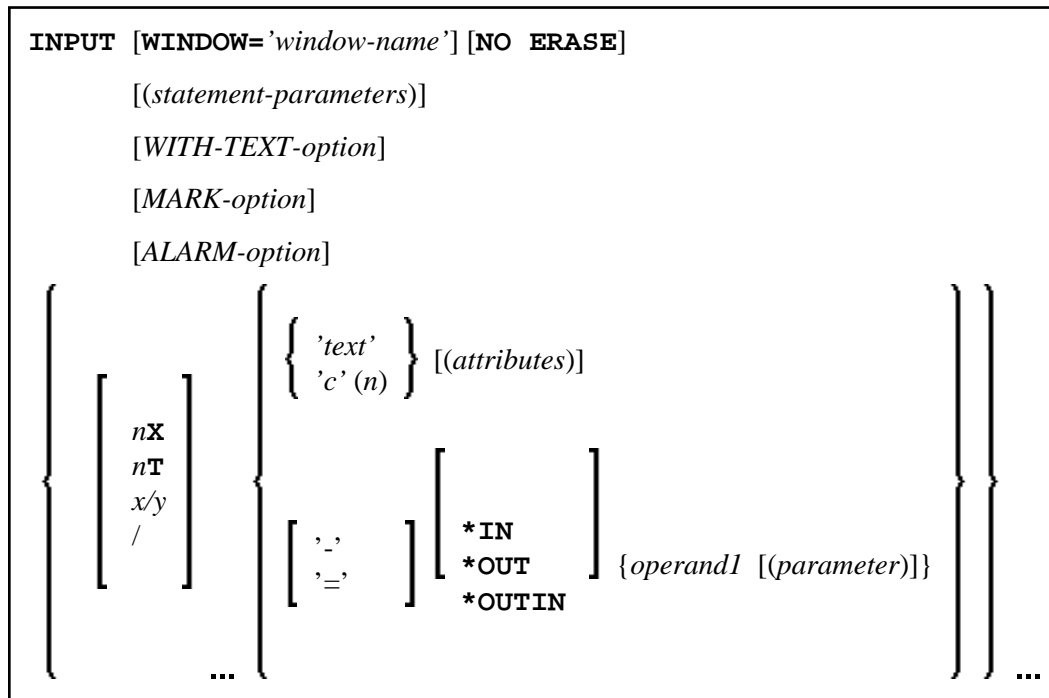 INPUT [WINDOW='window-name'] [NO ERASE]
[(statement-parameters)]
[WITH-TEXT-option]
[MARK-option]
[ALARM-option]
{ [ nX nT x/y / ] ... { { 'text' 'c' (n) } [(attributes)]
[ '-' '=' ] [ *IN *OUT *OUTIN ] {operand1 [(parameter)]} } } ...